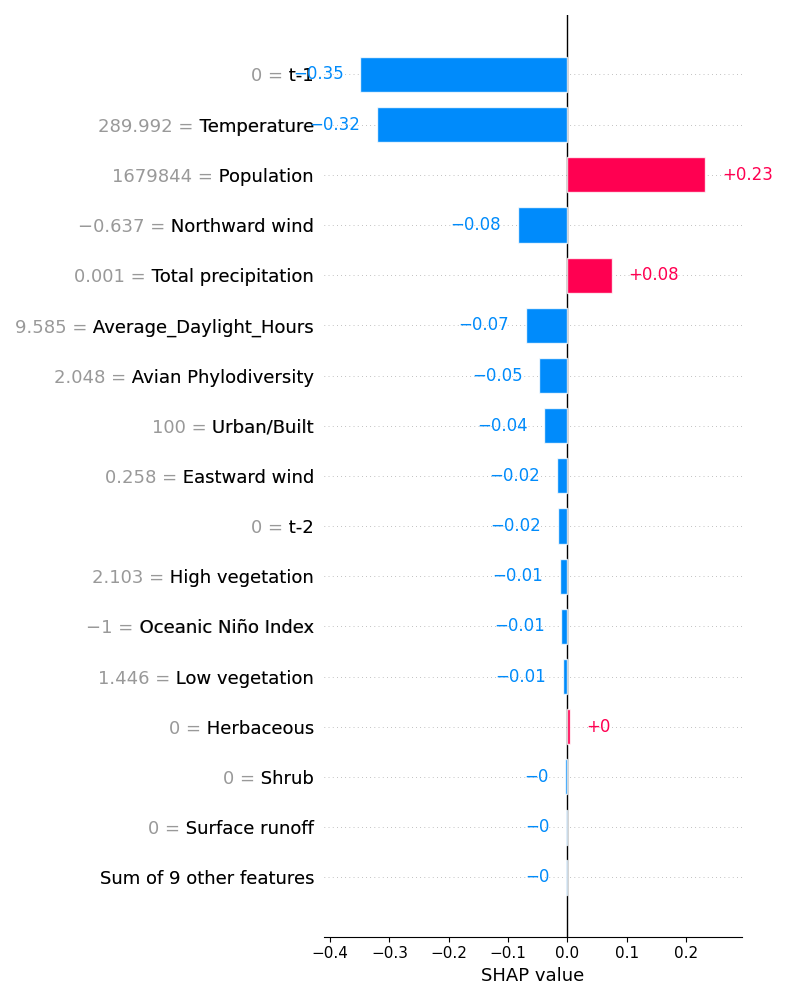 0 = t-1 −0.35
289.992 = Temperature −0.32
1679844 = Population +0.23
−0.637 = Northward wind −0.08
0.001 = Total precipitation +0.08
9.585 = Average_Daylight_Hours −0.07
2.048 = Avian Phylodiversity −0.05
100 = Urban/Built −0.04
0.258 = Eastward wind −0.02
0 = t-2 −0.02
2.103 = High vegetation −0.01
−1 = Oceanic Niño Index −0.01
1.446 = Low vegetation −0.01
0 = Herbaceous +0
0 = Shrub −0
0 = Surface runoff −0
Sum of 9 other features −0
−0.4 −0.3 −0.2 −0.1 0.0 0.1 0.2
SHAP value